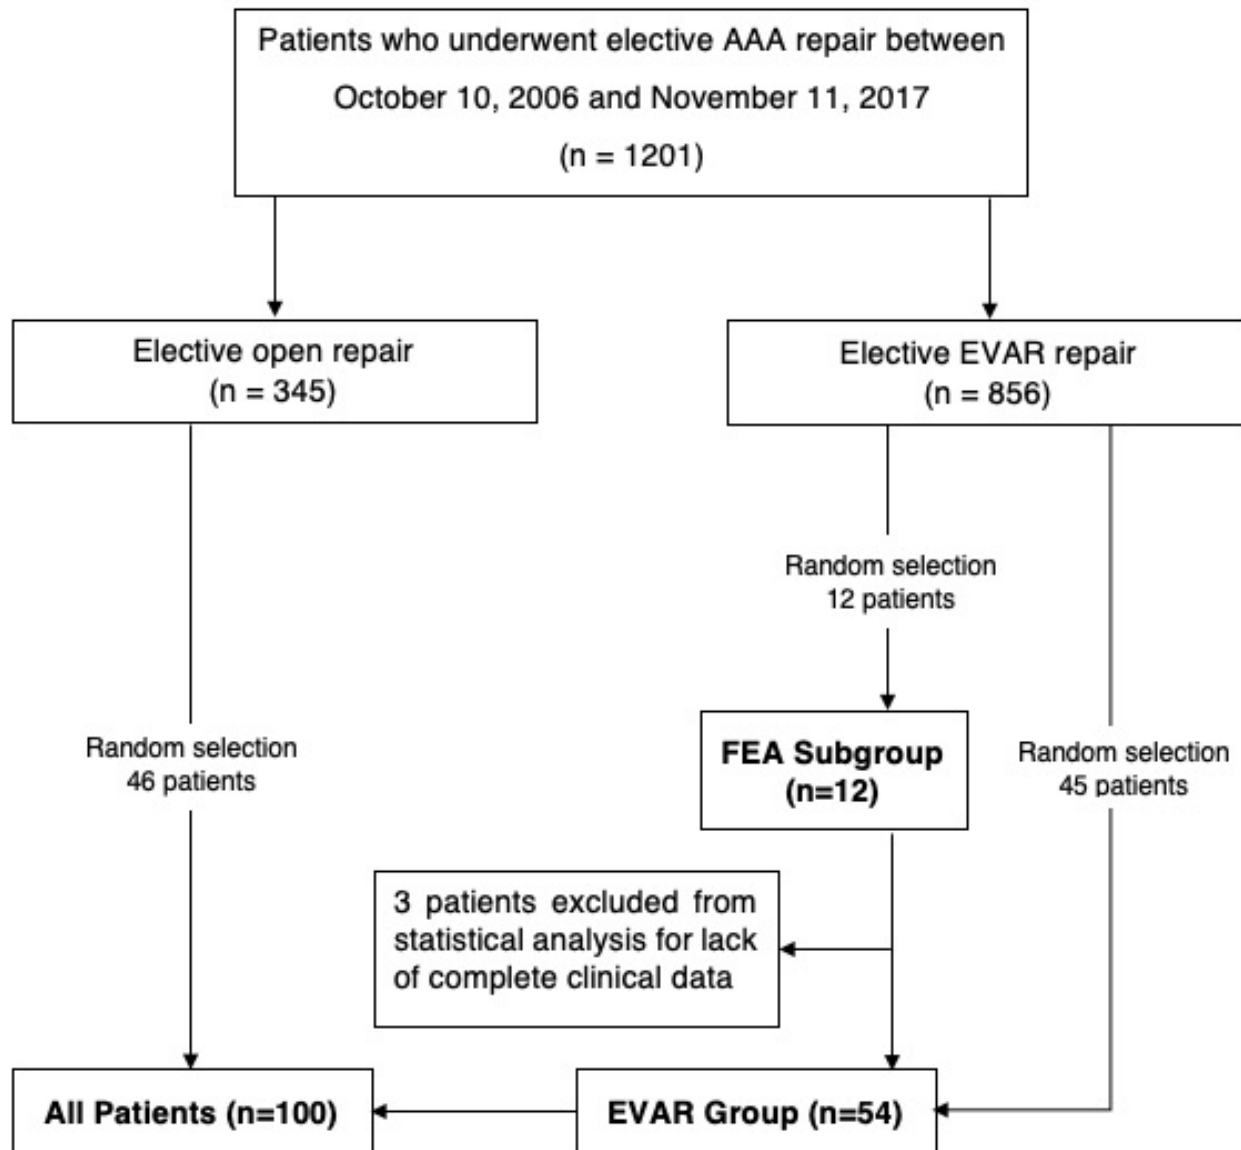 Patients who underwent elective AAA repair between
October 10, 2006 and November 11, 2017
(n = 1201)
Elective open repair
(n = 345)
Elective EVAR repair
(n = 856)
Random selection
12 patients
Random selection
46 patients
FEA Subgroup
(n=12)
Random selection
45 patients
3 patients excluded from
statistical analysis for lack
of complete clinical data
All Patients (n=100)
EVAR Group (n=54)